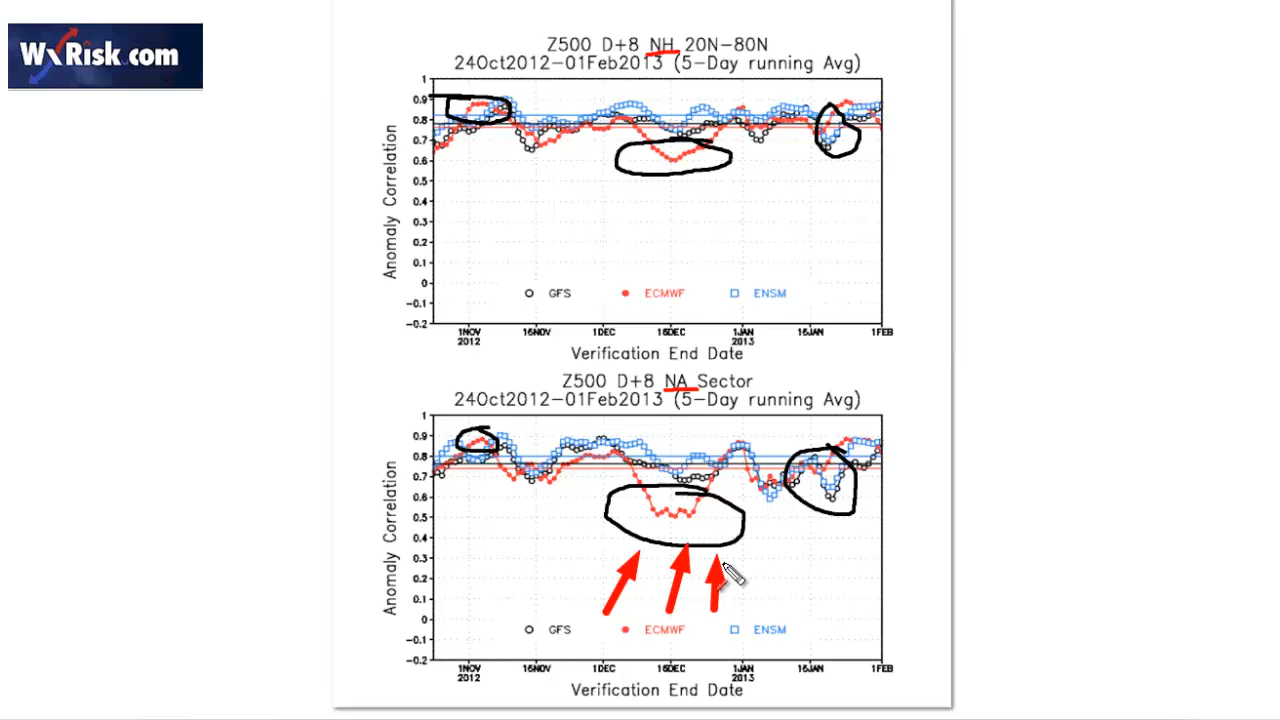 WxRisk.com
Z500 D+8 NH 20N-80N
24Oct2012-01Feb2013 (5-Day running Avg)
Anomaly Correlation
1
0.9
0.8
0.7
0.6
0.5
0.4
0.3
0.2
0.1
0
-0.1
-0.2
GFS ECMWF ENSM
1NOV 16NOV 1DEC 16DEC 1JAN 16JAN 1FEB
2012 2013
Verification End Date
Z500 D+8 NA Sector
24Oct2012-01Feb2013 (5-Day running Avg)
Anomaly Correlation
1
0.9
0.8
0.7
0.6
0.5
0.4
0.3
0.2
0.1
0
-0.1
-0.2
GFS ECMWF ENSM
1NOV 16NOV 1DEC 16DEC 1JAN 16JAN 1FEB
2012 2013
Verification End Date